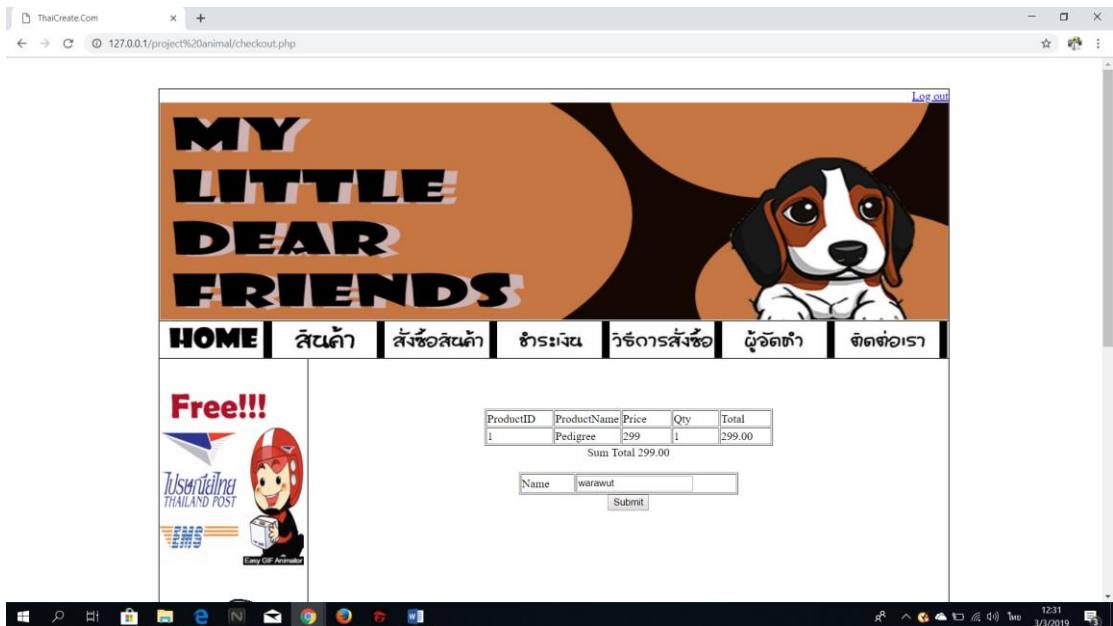 ThaiCreate.Com
127.0.0.1/project%20animal/checkout.php
Log out
MY
LITTLE
DEAR
FRIENDS
HOME สินค้า สั่งซื้อสินค้า ชำระเงิน วิธีการสั่งซื้อ ผู้จัดทำ ติดต่อเรา
Free!!!
ไปรษณีย์ไทย
THAILAND POST
EMS
Easy GIF Animator
ProductID ProductName Price Qty Total
1 Pedigree 299 1 299.00
Sum Total 299.00
Name warawut
Submit
ไทย
12:31
3/3/2019